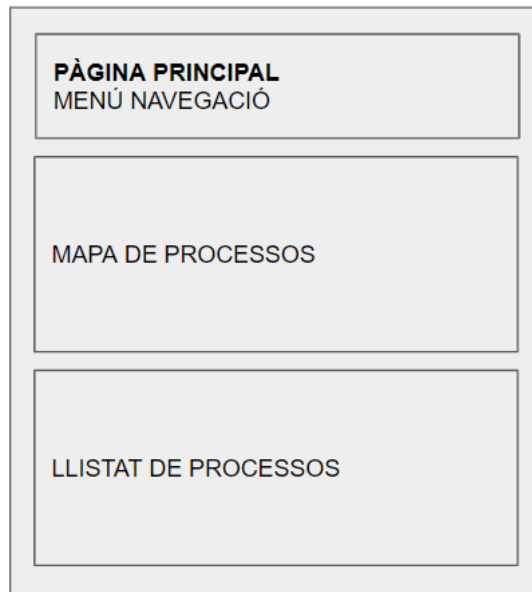 PÀGINA PRINCIPAL
MENÚ NAVEGACIÓ
MAPA DE PROCESSOS
LLISTAT DE PROCESSOS